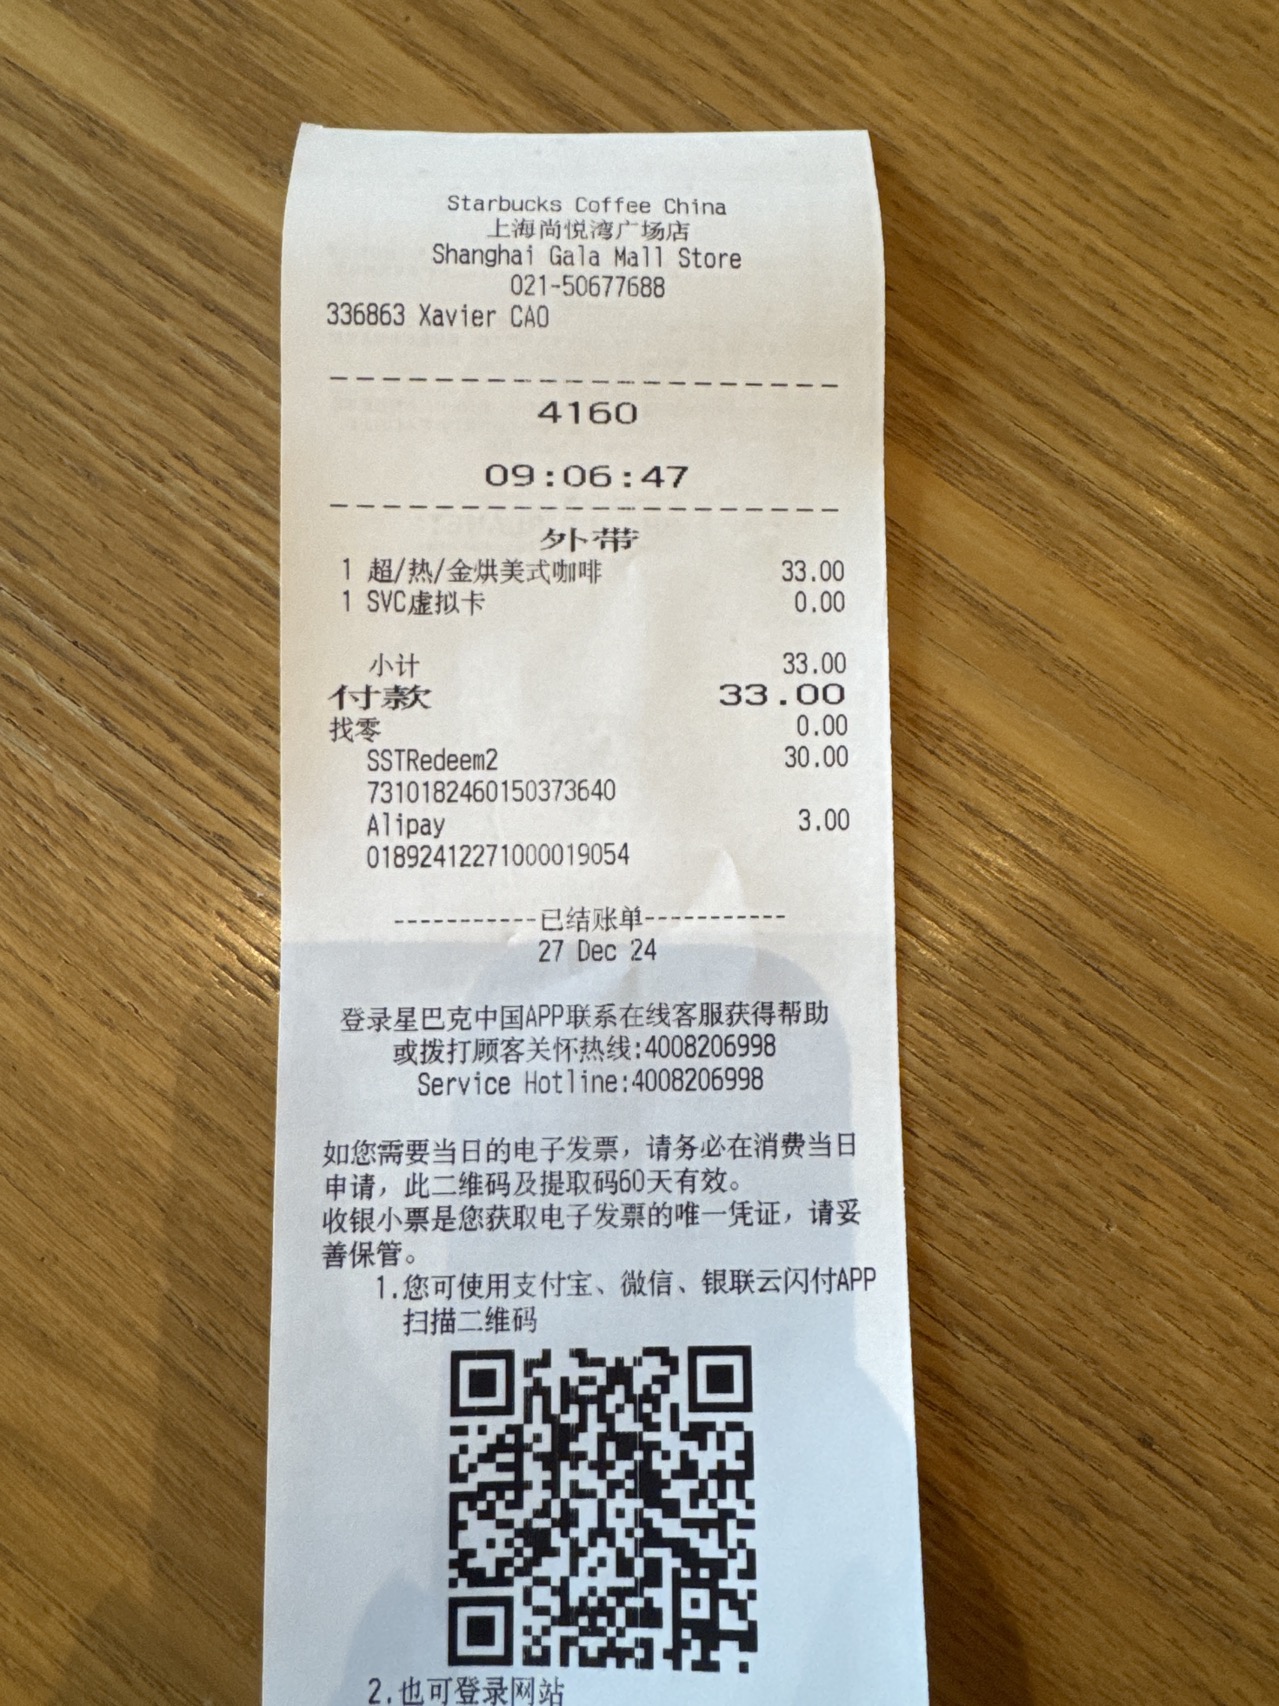 Starbucks Coffee China
上海尚悦湾广场店
Shanghai Gala Mall Store
021-50677688
336863 Xavier CAO
4160
09:06:47
外带
1 超/热/金烘美式咖啡 33.00
1 SVC虚拟卡 0.00
小计 33.00
付款 33.00
找零 0.00
SSTRedeem2 30.00
7310182460150373640
Alipay 3.00
01892412271000019054
-----------已结账单-----------
27 Dec 24
登录星巴克中国APP联系在线客服获得帮助
或拨打顾客关怀热线:4008206998
Service Hotline:4008206998
如您需要当日的电子发票，请务必在消费当日
申请，此二维码及提取码60天有效。
收银小票是您获取电子发票的唯一凭证，请妥
善保管。
1.您可使用支付宝、微信、银联云闪付APP
扫描二维码
2.也可登录网站